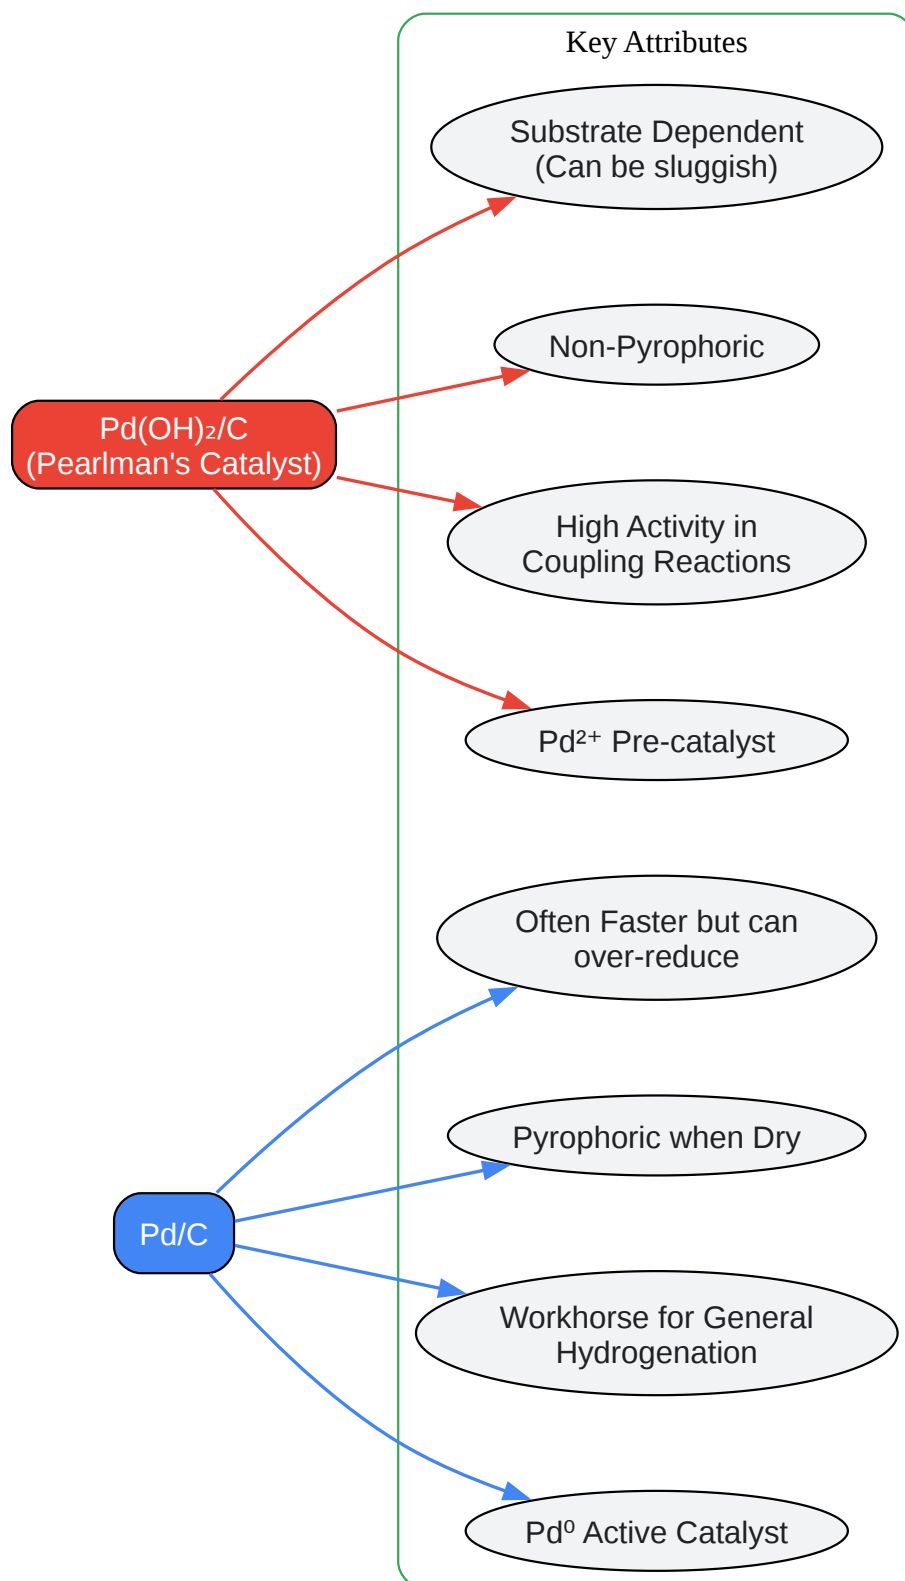 Key Attributes
Substrate Dependent
(Can be sluggish)
Non-Pyrophoric
Pd(OH)₂/C
(Pearlman's Catalyst)
High Activity in
Coupling Reactions
Pd²⁺ Pre-catalyst
Often Faster but can
over-reduce
Pyrophoric when Dry
Pd/C
Workhorse for General
Hydrogenation
Pd⁰ Active Catalyst